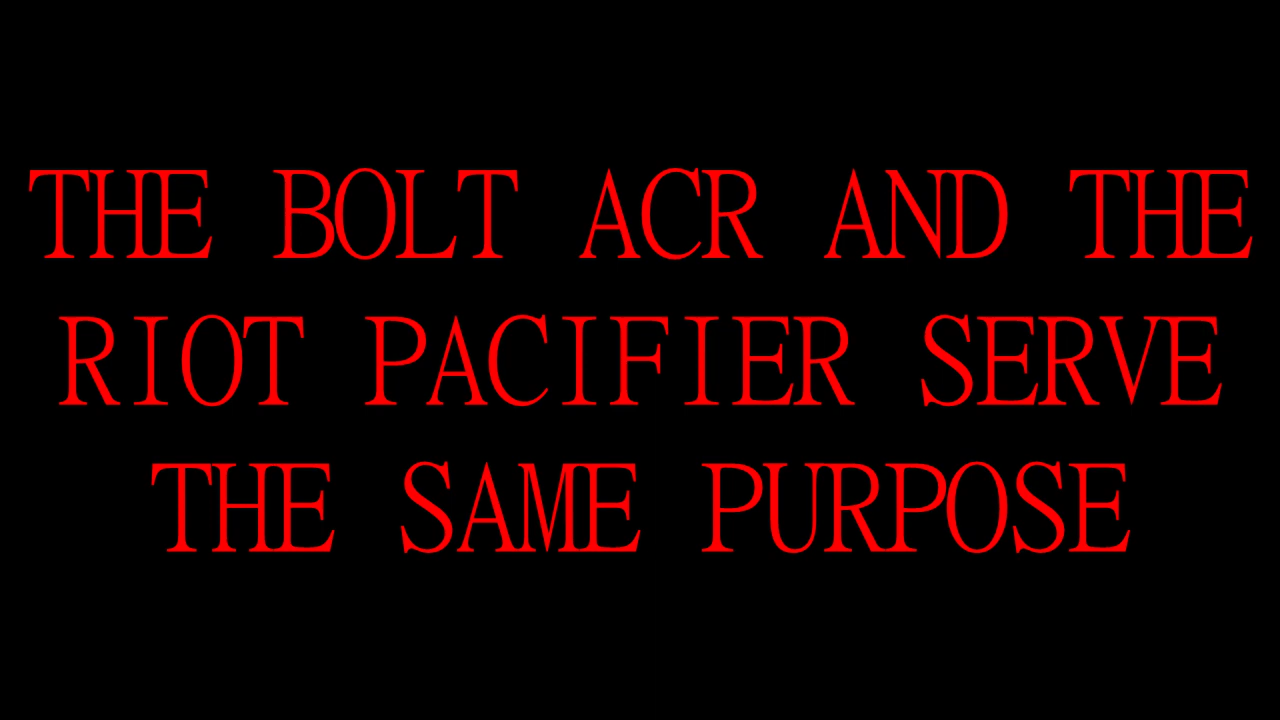 THE BOLT ACR AND THE
RIOT PACIFIER SERVE
THE SAME PURPOSE